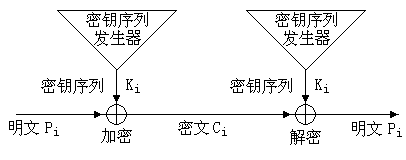 密钥序列
发生器
密钥序列
发生器
密钥序列 Ki
密钥序列 Ki
明文 Pi
加密
密文 Ci
解密
明文 Pi